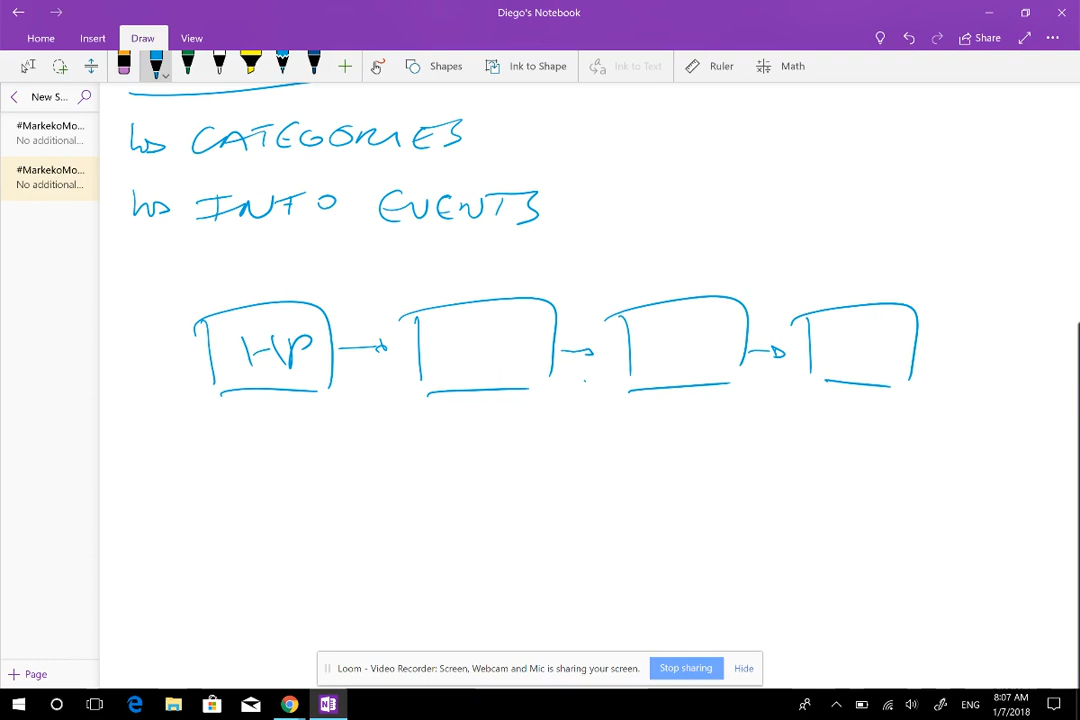 Diego's Notebook
Home Insert Draw View
Share
Shapes Ink to Shape Ink to Text Ruler Math
New S...
#MarkekoMo...
No additional...
#MarkekoMo...
No additional...
CATEGORIES
INFO EVENTS
HP
Page
Loom - Video Recorder: Screen, Webcam and Mic is sharing your screen. Stop sharing Hide
ENG
8:07 AM
1/7/2018